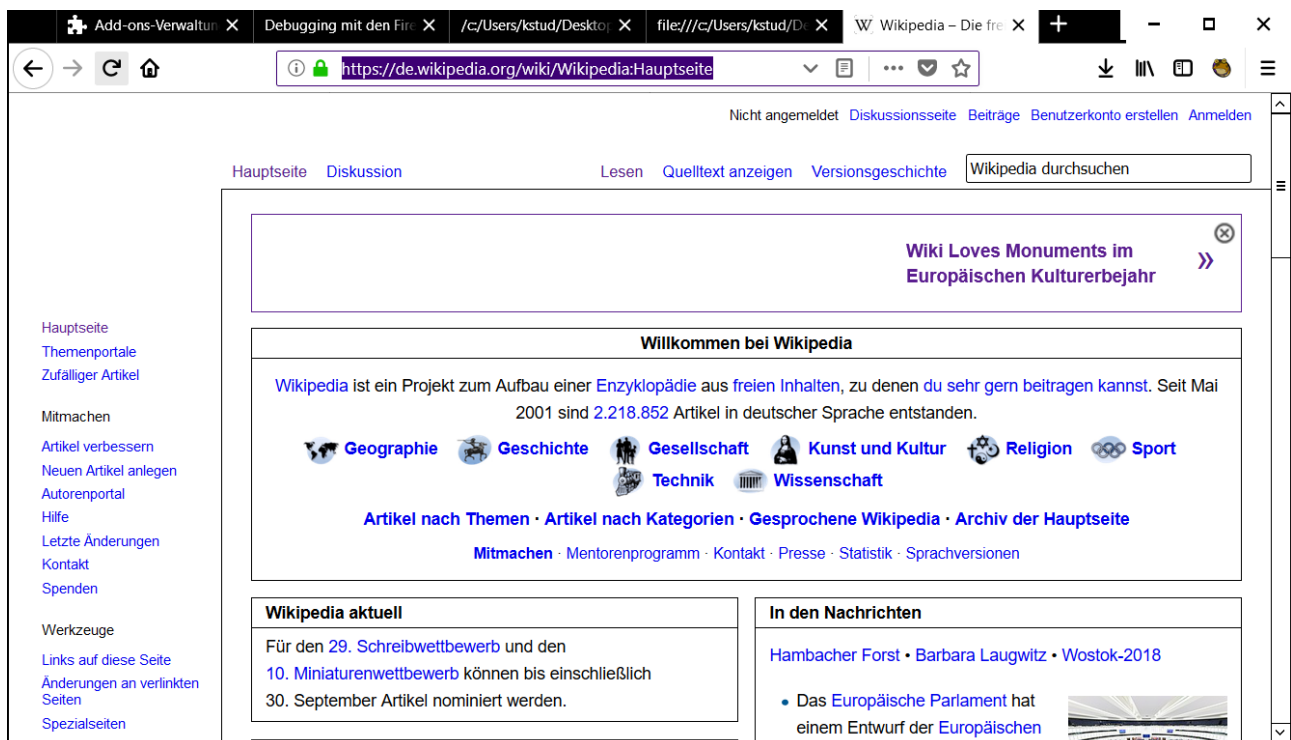 Add-ons-Verwaltun
Debugging mit den Fire
/c:/Users/kstud/Desktop
file:///c:/Users/kstud/De
Wikipedia – Die fre
https://de.wikipedia.org/wiki/Wikipedia:Hauptseite
Nicht angemeldet Diskussionsseite Beiträge Benutzerkonto erstellen Anmelden
Hauptseite Diskussion Lesen Quelltext anzeigen Versionsgeschichte Wikipedia durchsuchen
Wiki Loves Monuments im
Europäischen Kulturerbejahr »
Hauptseite
Themenportale
Zufälliger Artikel
Mitmachen
Artikel verbessern
Neuen Artikel anlegen
Autorenportal
Hilfe
Letzte Änderungen
Kontakt
Spenden
Werkzeuge
Links auf diese Seite
Änderungen an verlinkten
Seiten
Spezialseiten
Willkommen bei Wikipedia
Wikipedia ist ein Projekt zum Aufbau einer Enzyklopädie aus freien Inhalten, zu denen du sehr gern beitragen kannst. Seit Mai
2001 sind 2.218.852 Artikel in deutscher Sprache entstanden.
Geographie Geschichte Gesellschaft Kunst und Kultur Religion Sport
Technik Wissenschaft
Artikel nach Themen · Artikel nach Kategorien · Gesprochene Wikipedia · Archiv der Hauptseite
Mitmachen · Mentorenprogramm · Kontakt · Presse · Statistik · Sprachversionen
Wikipedia aktuell
Für den 29. Schreibwettbewerb und den
10. Miniaturenwettbewerb können bis einschließlich
30. September Artikel nominiert werden.
In den Nachrichten
Hambacher Forst • Barbara Laugwitz • Wostok-2018
• Das Europäische Parlament hat
einem Entwurf der Europäischen